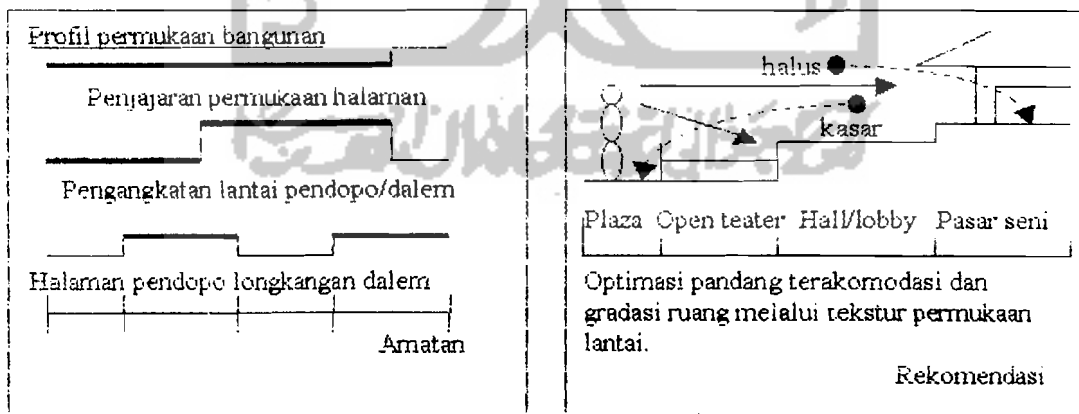 Profil permukaan bangunan
Penjajaran permukaan halaman
Pengangkatan lantai pendopo/dalem
Halaman pendopo longkangan dalem
Amatan
halus
kasar
Plaza Open teater Hall/lobby Pasar seni
Optimasi pandang terakomodasi dan
gradasi ruang melalui tekstur permukaan
lantai.
Rekomendasi